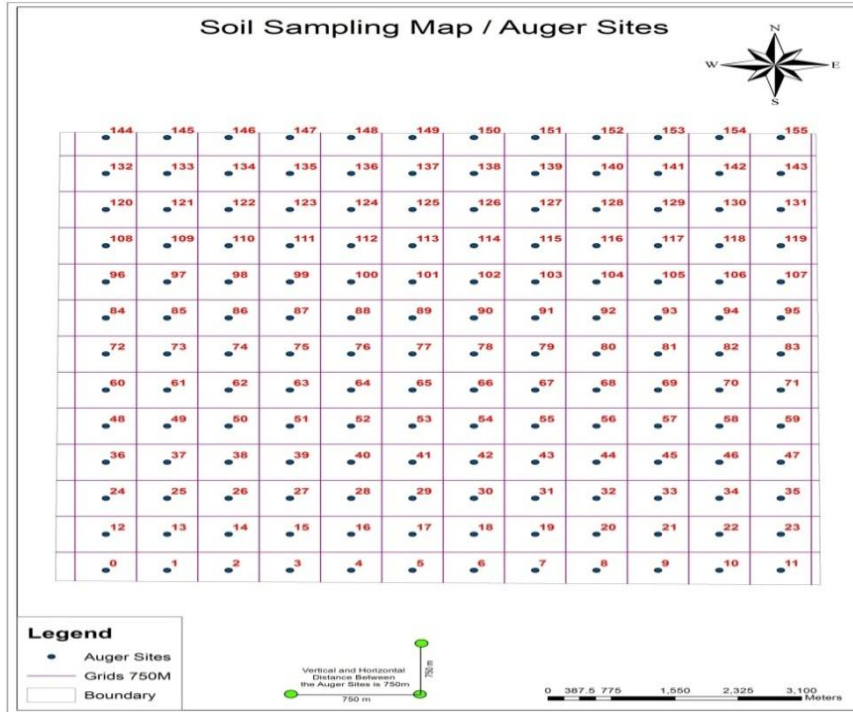 Soil Sampling Map / Auger Sites
N
W E
S
144 145 146 147 148 149 150 151 152 153 154 155
132 133 134 135 136 137 138 139 140 141 142 143
120 121 122 123 124 125 126 127 128 129 130 131
108 109 110 111 112 113 114 115 116 117 118 119
96 97 98 99 100 101 102 103 104 105 106 107
84 85 86 87 88 89 90 91 92 93 94 95
72 73 74 75 76 77 78 79 80 81 82 83
60 61 62 63 64 65 66 67 68 69 70 71
48 49 50 51 52 53 54 55 56 57 58 59
36 37 38 39 40 41 42 43 44 45 46 47
24 25 26 27 28 29 30 31 32 33 34 35
12 13 14 15 16 17 18 19 20 21 22 23
0 1 2 3 4 5 6 7 8 9 10 11
Legend
Auger Sites
Grids 750M
Boundary
Vertical and Horizontal
Distance Between
the Auger Sites is 750m
750 m
750 m
0 387.5 775 1,550 2,325 3,100
Meters